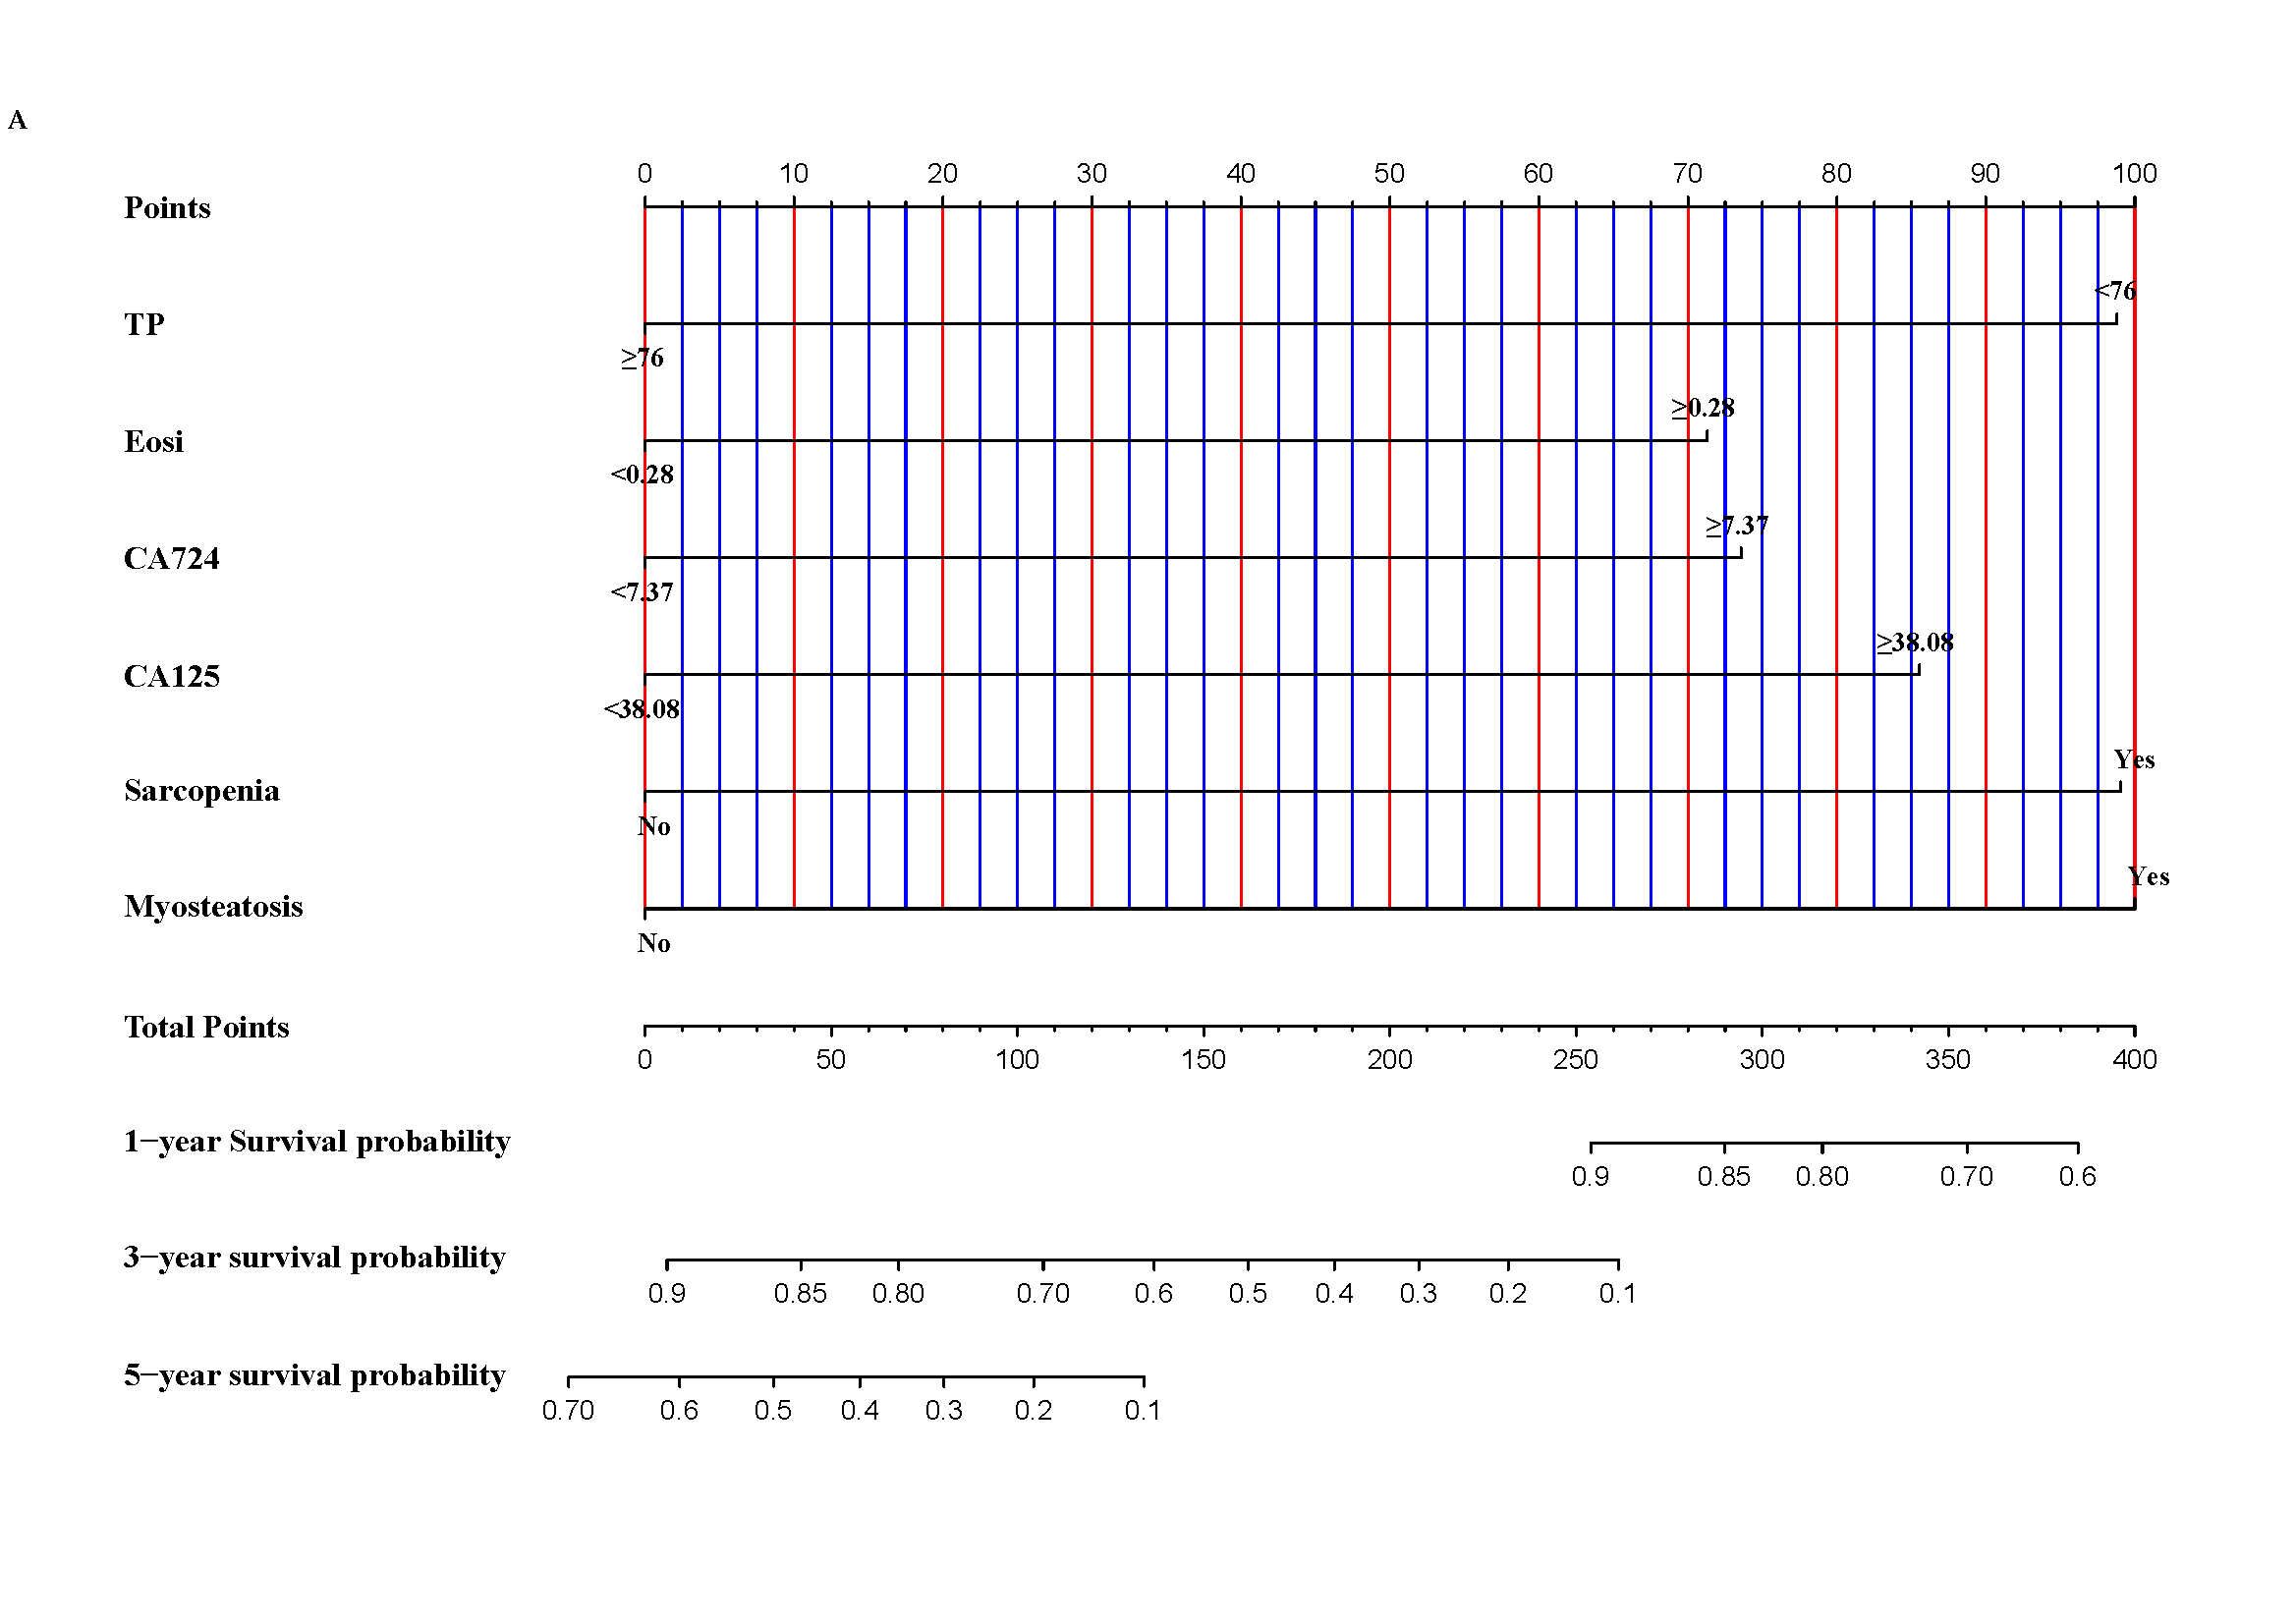 A
0 10 20 30 40 50 60 70 80 90 100
Points
<76
TP
≥76
≥0.28
Eosi
<0.28
≥7.37
CA724
<7.37
≥38.08
CA125
<38.08
Yes
Sarcopenia
No
Yes
Myosteatosis
No
Total Points
0 50 100 150 200 250 300 350 400
1−year Survival probability
0.9 0.85 0.80 0.70 0.6
3−year survival probability
0.9 0.85 0.80 0.70 0.6 0.5 0.4 0.3 0.2 0.1
5−year survival probability
0.70 0.6 0.5 0.4 0.3 0.2 0.1